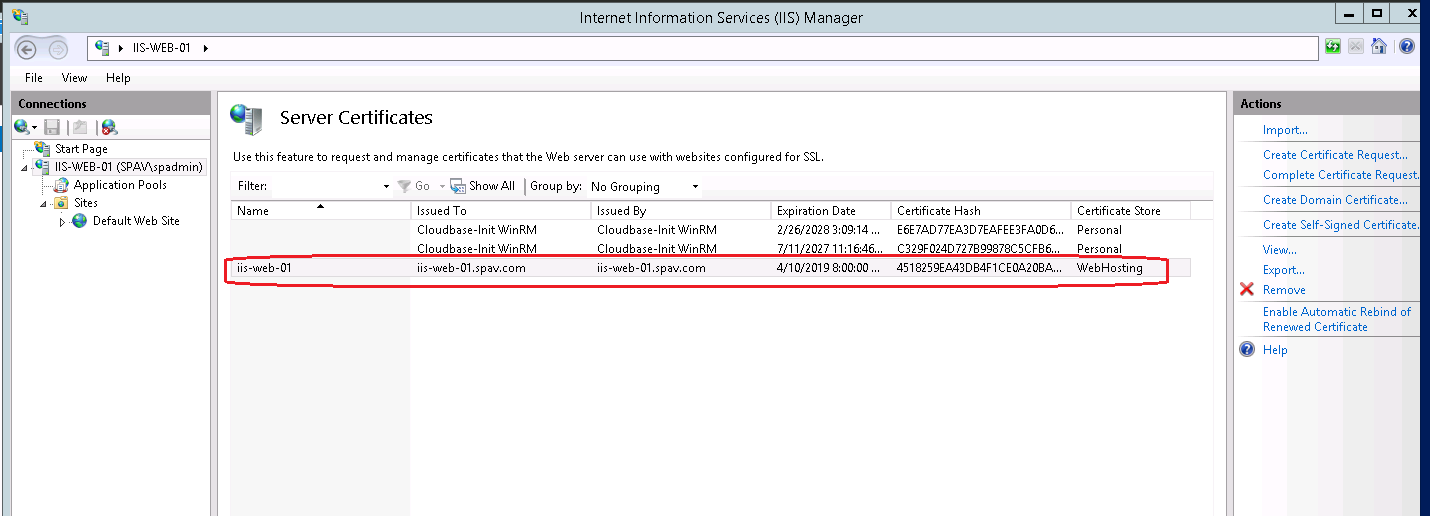 Internet Information Services (IIS) Manager
IIS-WEB-01
File View Help
Connections
Start Page
IIS-WEB-01 (SPAV\spadmin)
Application Pools
Sites
Default Web Site
Server Certificates
Use this feature to request and manage certificates that the Web server can use with websites configured for SSL.
Filter: Go Show All Group by: No Grouping
Name Issued To Issued By Expiration Date Certificate Hash Certificate Store
Cloudbase-Init WinRM Cloudbase-Init WinRM 2/26/2028 3:09:14 ... E6E7AD77EA3D7EAFEE3FA0D6... Personal
Cloudbase-Init WinRM Cloudbase-Init WinRM 7/11/2027 11:16:46... C329F024D727B99878C5CFB6... Personal
iis-web-01 iis-web-01.spav.com iis-web-01.spav.com 4/10/2019 8:00:00 ... 4518259EA43DB4F1CE0A20BA... WebHosting
Actions
Import...
Create Certificate Request...
Complete Certificate Request.
Create Domain Certificate...
Create Self-Signed Certificate.
View...
Export...
Remove
Enable Automatic Rebind of
Renewed Certificate
Help